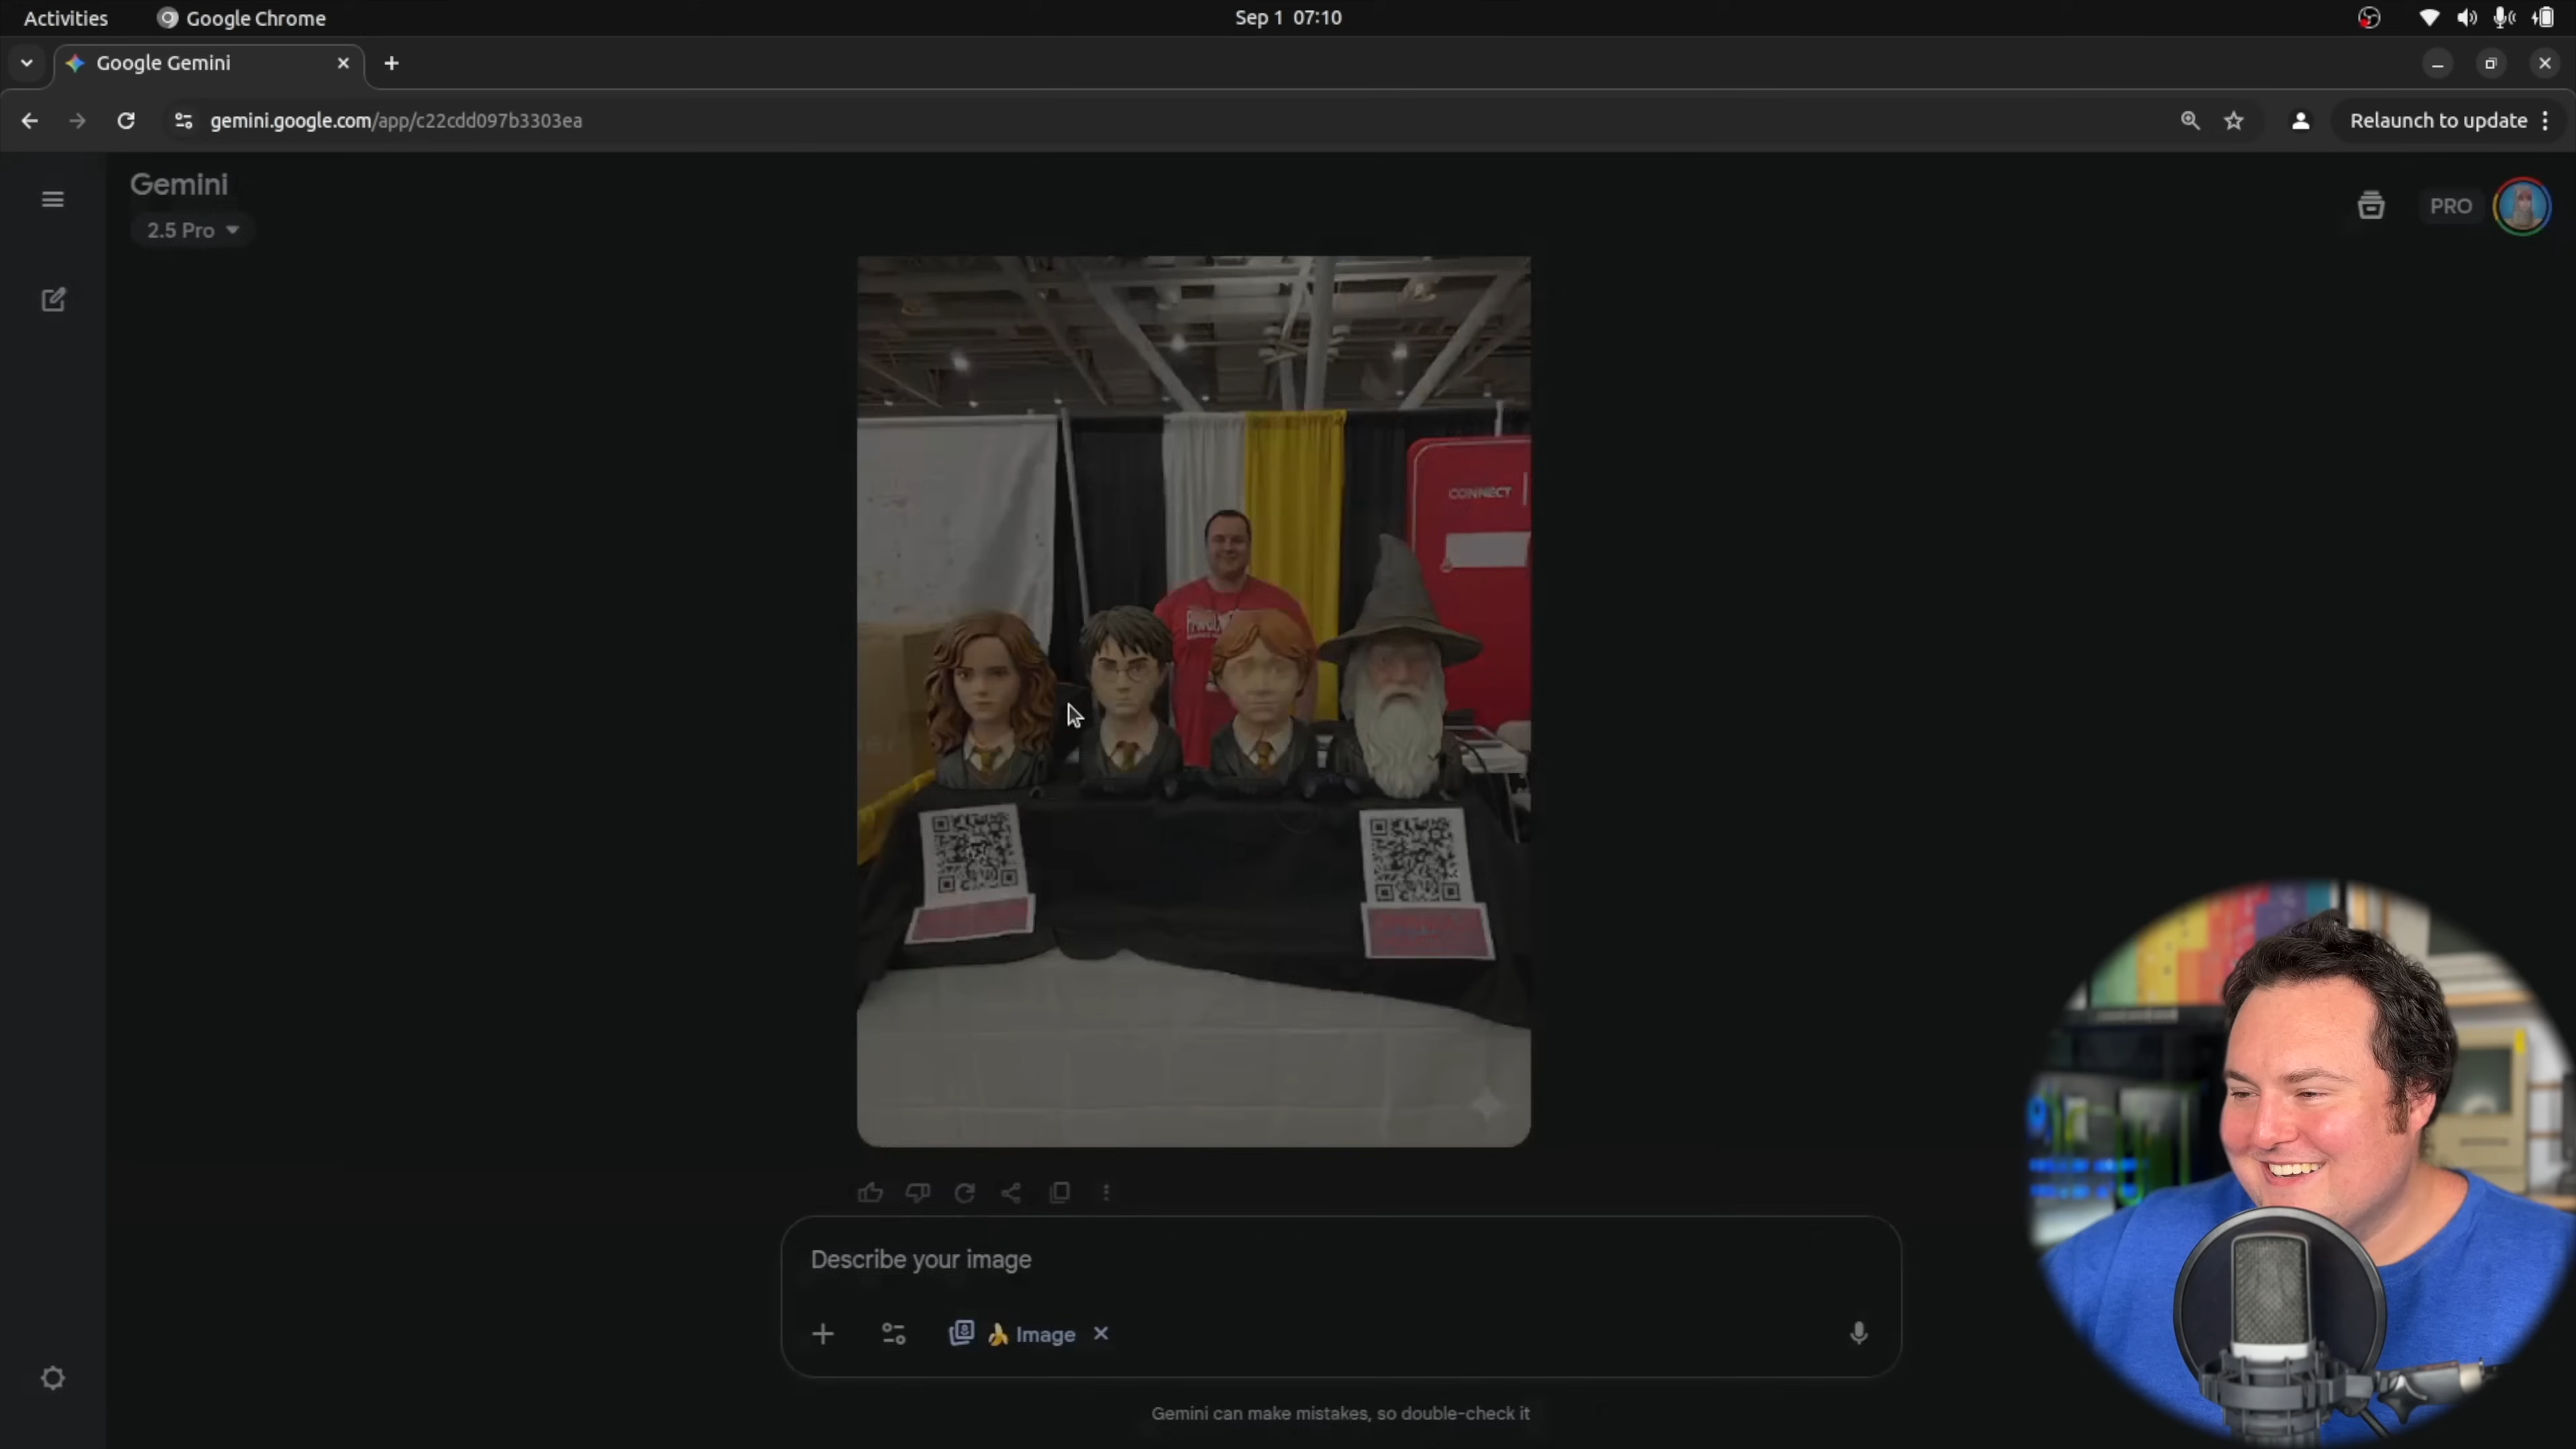 Activities
Google Chrome
Sep 1 07:10
Google Gemini
gemini.google.com/app/c22cdd097b3303ea
Relaunch to update
Gemini
2.5 Pro
PRO
CONNECT
Describe your image
Image
Gemini can make mistakes, so double-check it